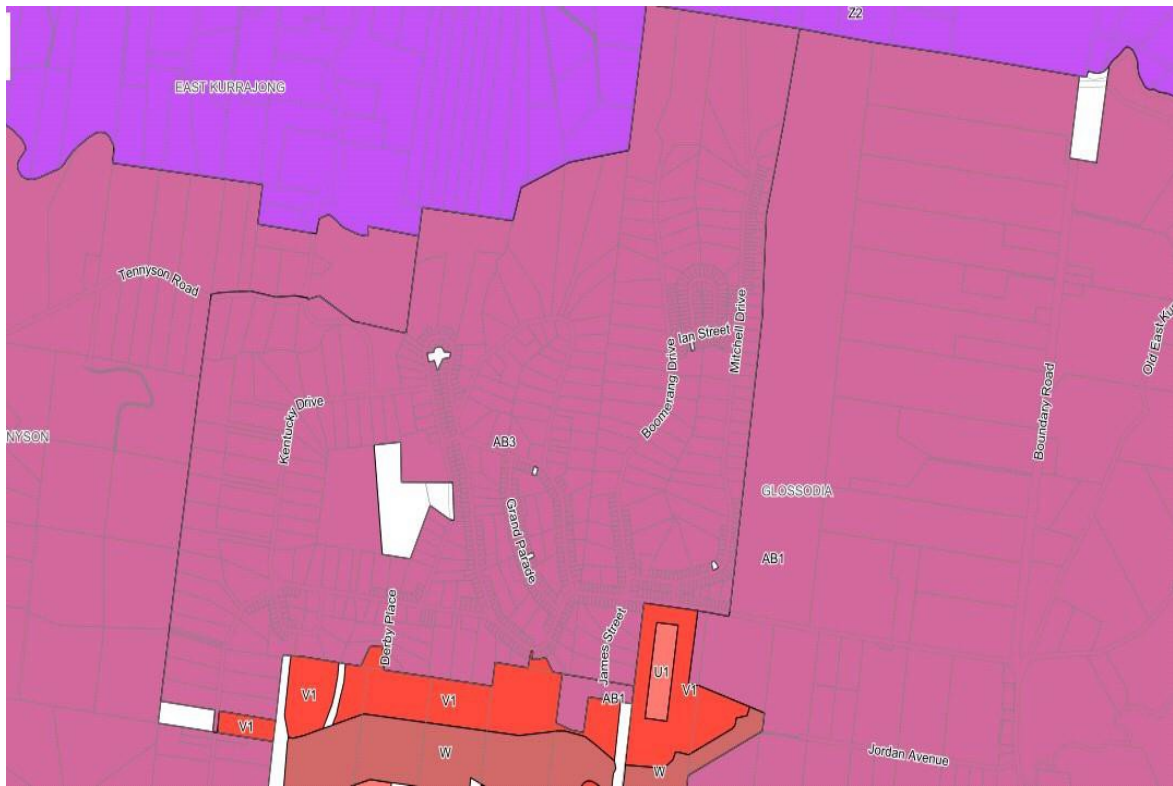 Z2
EAST KURRAJONG
Tennyson Road
Ian Street
Mitchell Drive
Boomerang Drive
Kentucky Drive
Boundary Road
Old East Ku
NYSON
AB3
GLOSSODIA
Grand Parade
AB1
Derby Place
James Street
U1
V1
V1
V1
AB1
V1
W
Jordan Avenue
W